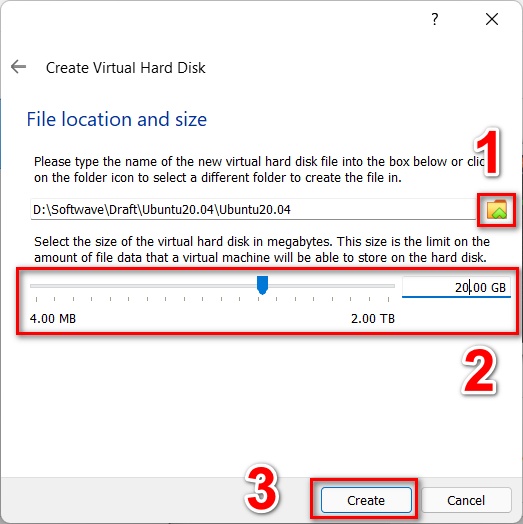 ?
Create Virtual Hard Disk
File location and size
1
Please type the name of the new virtual hard disk file into the box below or click
on the folder icon to select a different folder to create the file in.
D:\Softwave\Draft\Ubuntu20.04\Ubuntu20.04
Select the size of the virtual hard disk in megabytes. This size is the limit on the
amount of file data that a virtual machine will be able to store on the hard disk.
20.00 GB
4.00 MB 2.00 TB
2
3
Create Cancel